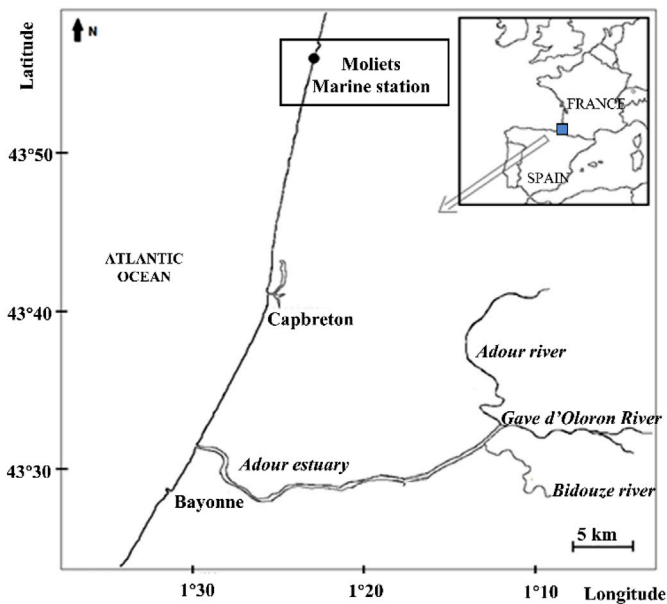 N
Latitude
Moliets
Marine station
FRANCE
SPAIN
43°50
ATLANTIC
OCEAN
43°40
Capbreton
Adour river
Gave d'Oloron River
43°30
Adour estuary
Bayonne
Bidouze river
5 km
1°30
1°20
1°10
Longitude